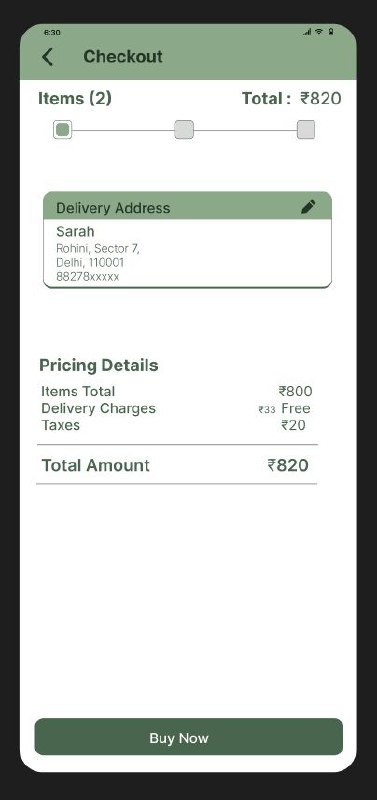 6:30
Checkout
Items (2) Total : ₹820
Delivery Address
Sarah
Rohini, Sector 7,
Delhi, 110001
88278xxxxx
Pricing Details
Items Total ₹800
Delivery Charges ₹33 Free
Taxes ₹20
Total Amount ₹820
Buy Now